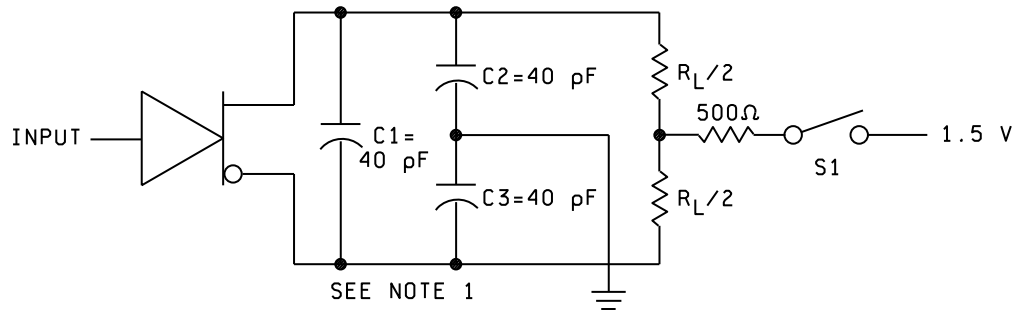 INPUT
C1=
40 pF
C2=40 pF
C3=40 pF
RL/2
RL/2
500Ω
S1
1.5 V
SEE NOTE 1